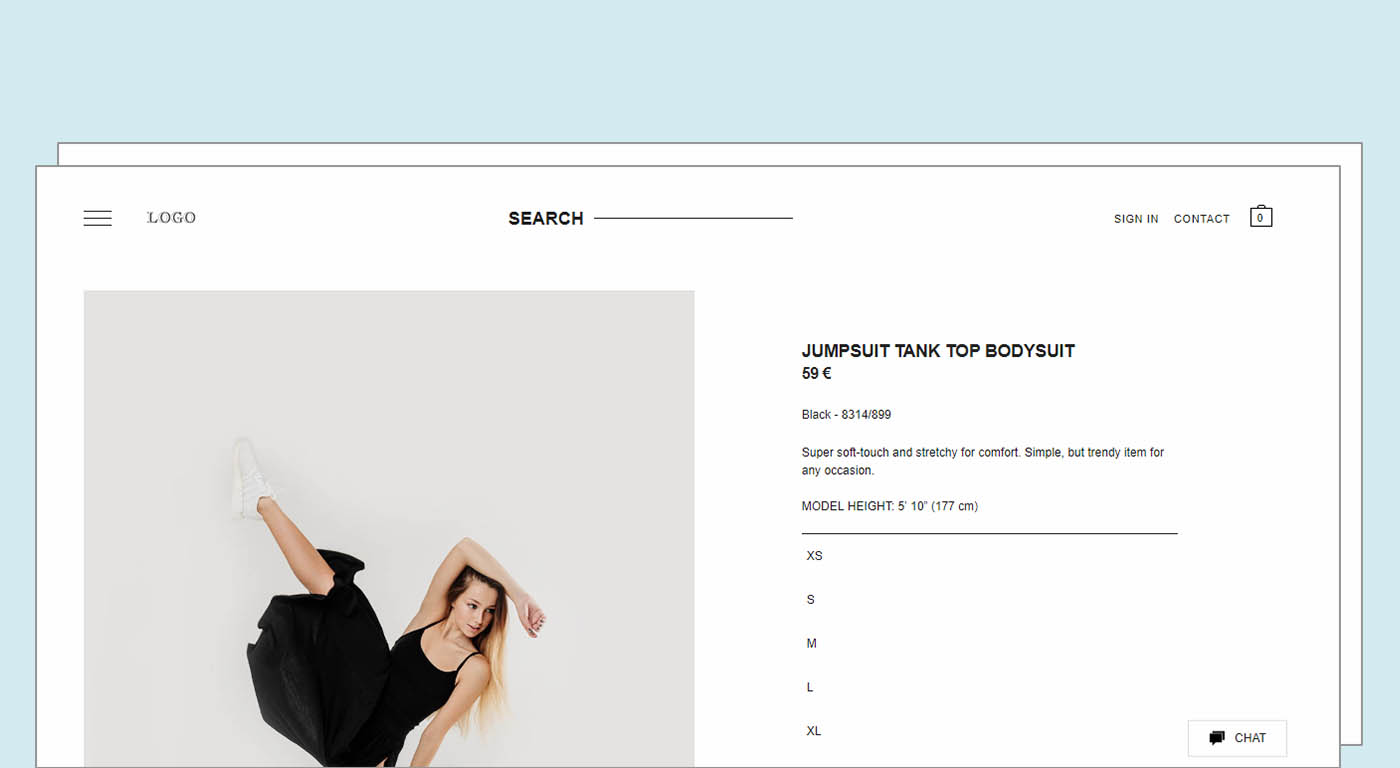 LOGO
SEARCH
SIGN IN
CONTACT
0
JUMPSUIT TANK TOP BODYSUIT
59 €
Black - 8314/899
Super soft-touch and stretchy for comfort. Simple, but trendy item for
any occasion.
MODEL HEIGHT: 5' 10" (177 cm)
XS
S
M
L
XL
CHAT